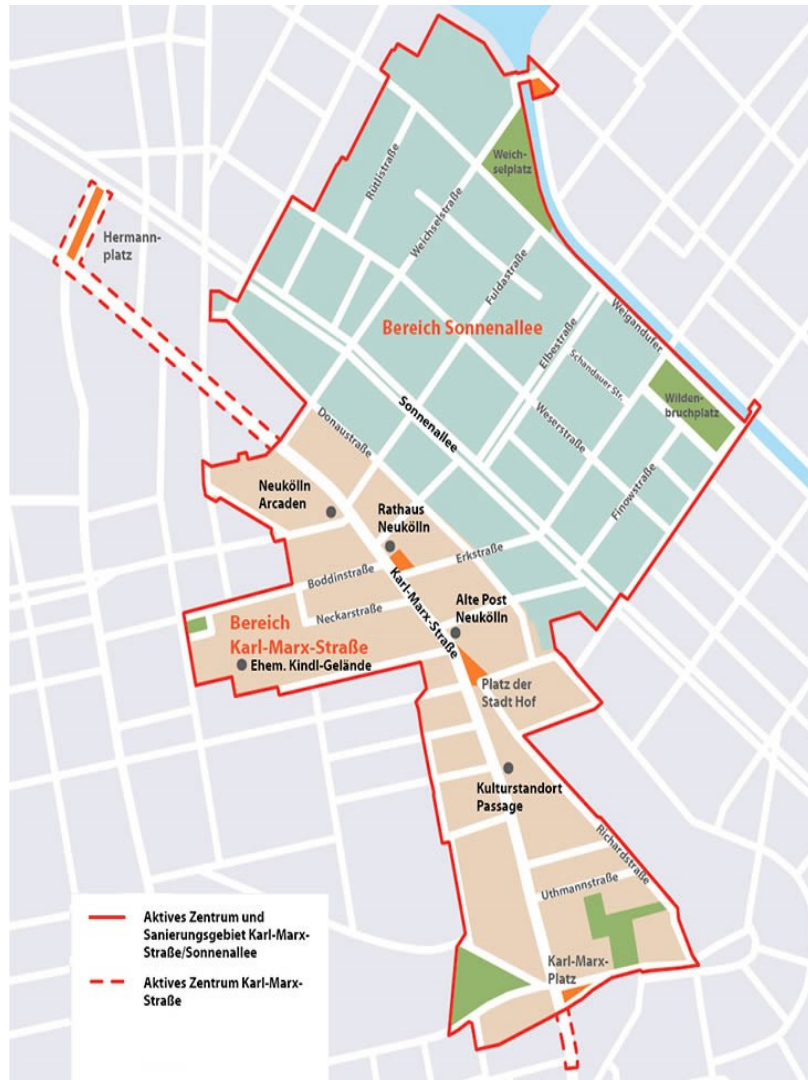 Weich-
selplatz
Rütlistraße
Hermann-
platz
Weichselstraße
Fuldastraße
Bereich Sonnenallee
Elbestraße
Weigandufer
Schandauer Str.
Wilden-
bruchplatz
Sonnenallee
Weserstraße
Donaustraße
Finowstraße
Neukölln
Arcaden
Rathaus
Neukölln
Erkstraße
Boddinstraße
Karl-Marx-Straße
Neckarstraße
Alte Post
Neukölln
Bereich
Karl-Marx-Straße
Ehem. Kindl-Gelände
Platz der
Stadt Hof
Kulturstandort
Passage
Richardstraße
Uthmannstraße
Karl-Marx-
Platz
Aktives Zentrum und
Sanierungsgebiet Karl-Marx-
Straße/Sonnenallee
Aktives Zentrum Karl-Marx-
Straße